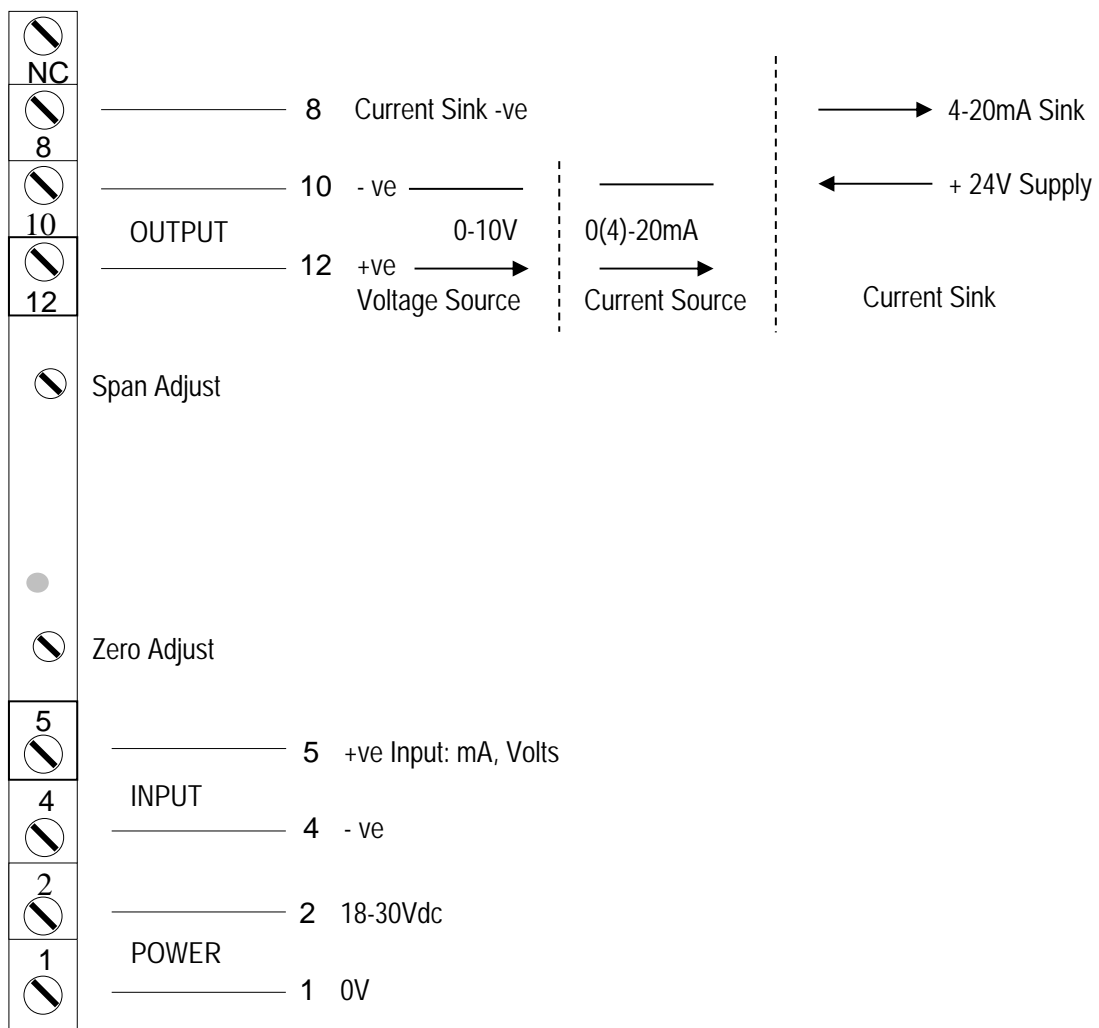 NC
8 8 Current Sink -ve 4-20mA Sink
10 10 - ve + 24V Supply
OUTPUT 0-10V 0(4)-20mA
12 12 +ve
Voltage Source Current Source Current Sink
Span Adjust
Zero Adjust
5 5 +ve Input: mA, Volts
INPUT
4 4 - ve
2 2 18-30Vdc
POWER
1 1 0V